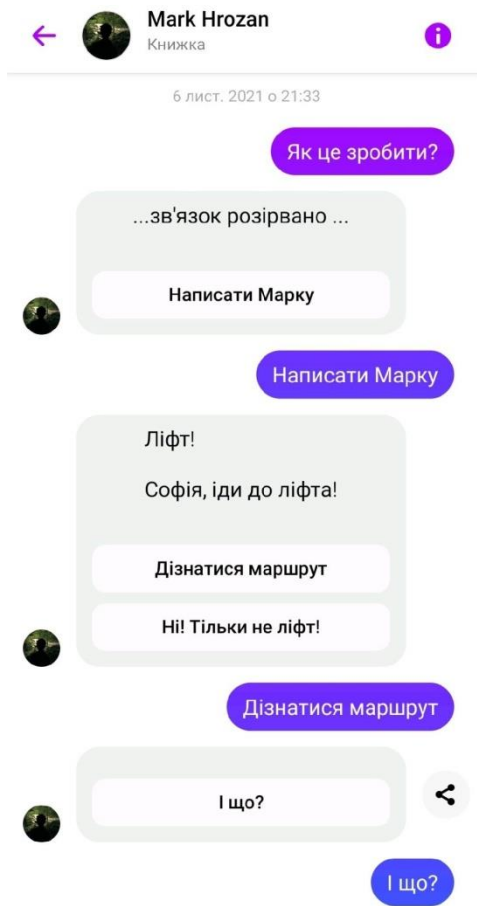 Mark Hrozan
Книжка
6 лист. 2021 о 21:33
Як це зробити?
...зв'язок розірвано ...
Написати Марку
Написати Марку
Ліфт!
Софія, іди до ліфта!
Дізнатися маршрут
Ні! Тільки не ліфт!
Дізнатися маршрут
І що?
І що?